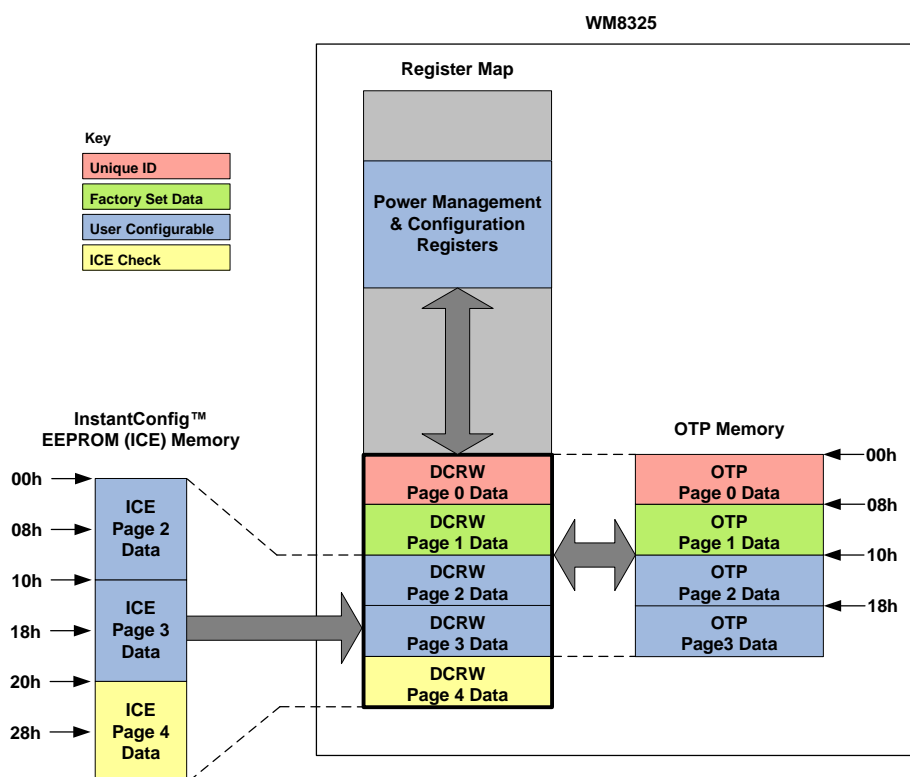 WM8325
Register Map
Key
Unique ID
Factory Set Data
User Configurable
ICE Check
Power Management
& Configuration
Registers
InstantConfig™
EEPROM (ICE) Memory
00h
08h
10h
18h
20h
28h
ICE
Page 2
Data
ICE
Page 3
Data
ICE
Page 4
Data
DCRW
Page 0 Data
DCRW
Page 1 Data
DCRW
Page 2 Data
DCRW
Page 3 Data
DCRW
Page 4 Data
OTP Memory
OTP
Page 0 Data
OTP
Page 1 Data
OTP
Page 2 Data
OTP
Page3 Data
00h
08h
10h
18h